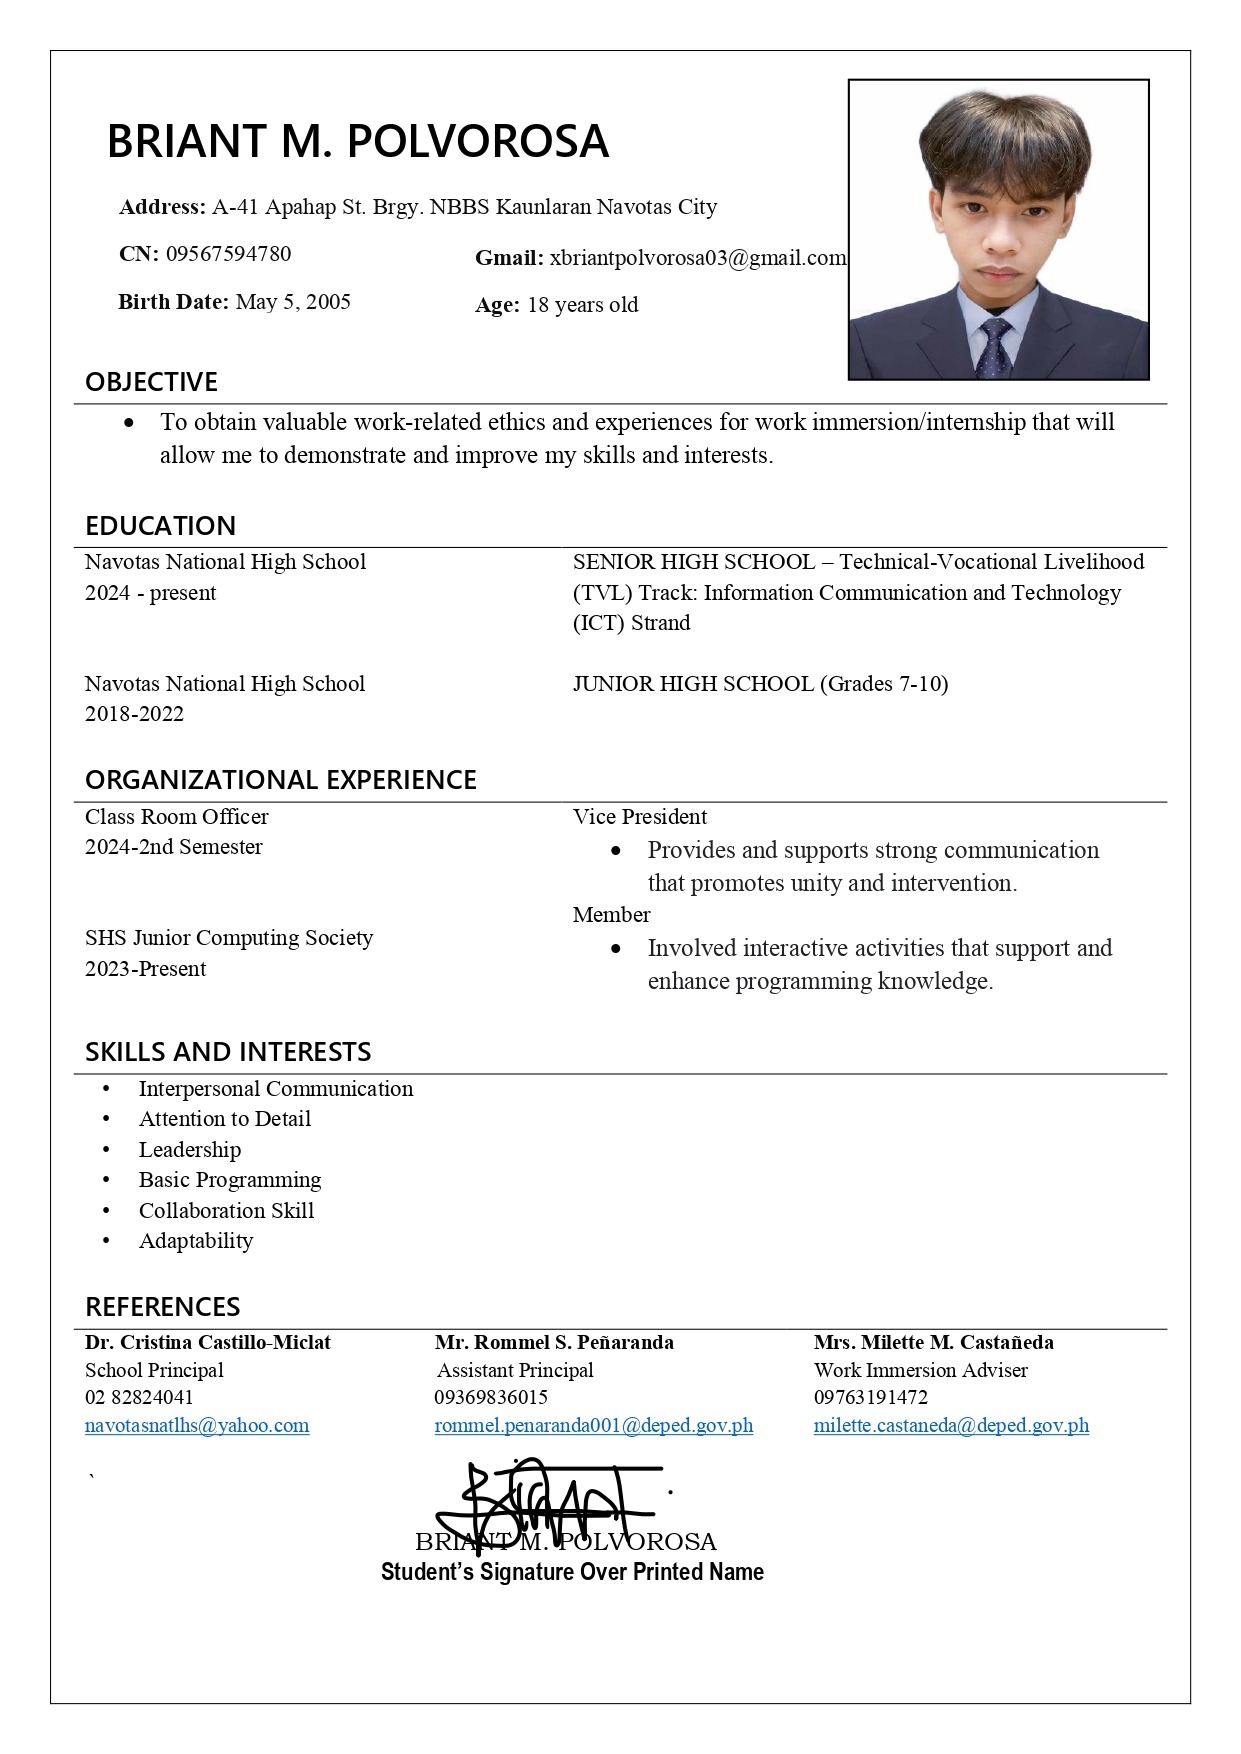 BRIANT M. POLVOROSA
Address: A-41 Apahap St. Brgy. NBBS Kaunlaran Navotas City
CN: 09567594780
Gmail: xbriantpolvorosa03@gmail.com
Birth Date: May 5, 2005
Age: 18 years old
OBJECTIVE
• To obtain valuable work-related ethics and experiences for work immersion/internship that will
allow me to demonstrate and improve my skills and interests.
EDUCATION
Navotas National High School
2024 - present
SENIOR HIGH SCHOOL – Technical-Vocational Livelihood
(TVL) Track: Information Communication and Technology
(ICT) Strand
Navotas National High School
2018-2022
JUNIOR HIGH SCHOOL (Grades 7-10)
ORGANIZATIONAL EXPERIENCE
Class Room Officer
2024-2nd Semester
Vice President
• Provides and supports strong communication
that promotes unity and intervention.
SHS Junior Computing Society
2023-Present
Member
• Involved interactive activities that support and
enhance programming knowledge.
SKILLS AND INTERESTS
• Interpersonal Communication
• Attention to Detail
• Leadership
• Basic Programming
• Collaboration Skill
• Adaptability
REFERENCES
Dr. Cristina Castillo-Miclat
School Principal
02 82824041
navotasnatlhs@yahoo.com
Mr. Rommel S. Peñaranda
Assistant Principal
09369836015
rommel.penaranda001@deped.gov.ph
Mrs. Milette M. Castañeda
Work Immersion Adviser
09763191472
milette.castaneda@deped.gov.ph
`
Briant
BRIANT M. POLVOROSA
Student’s Signature Over Printed Name